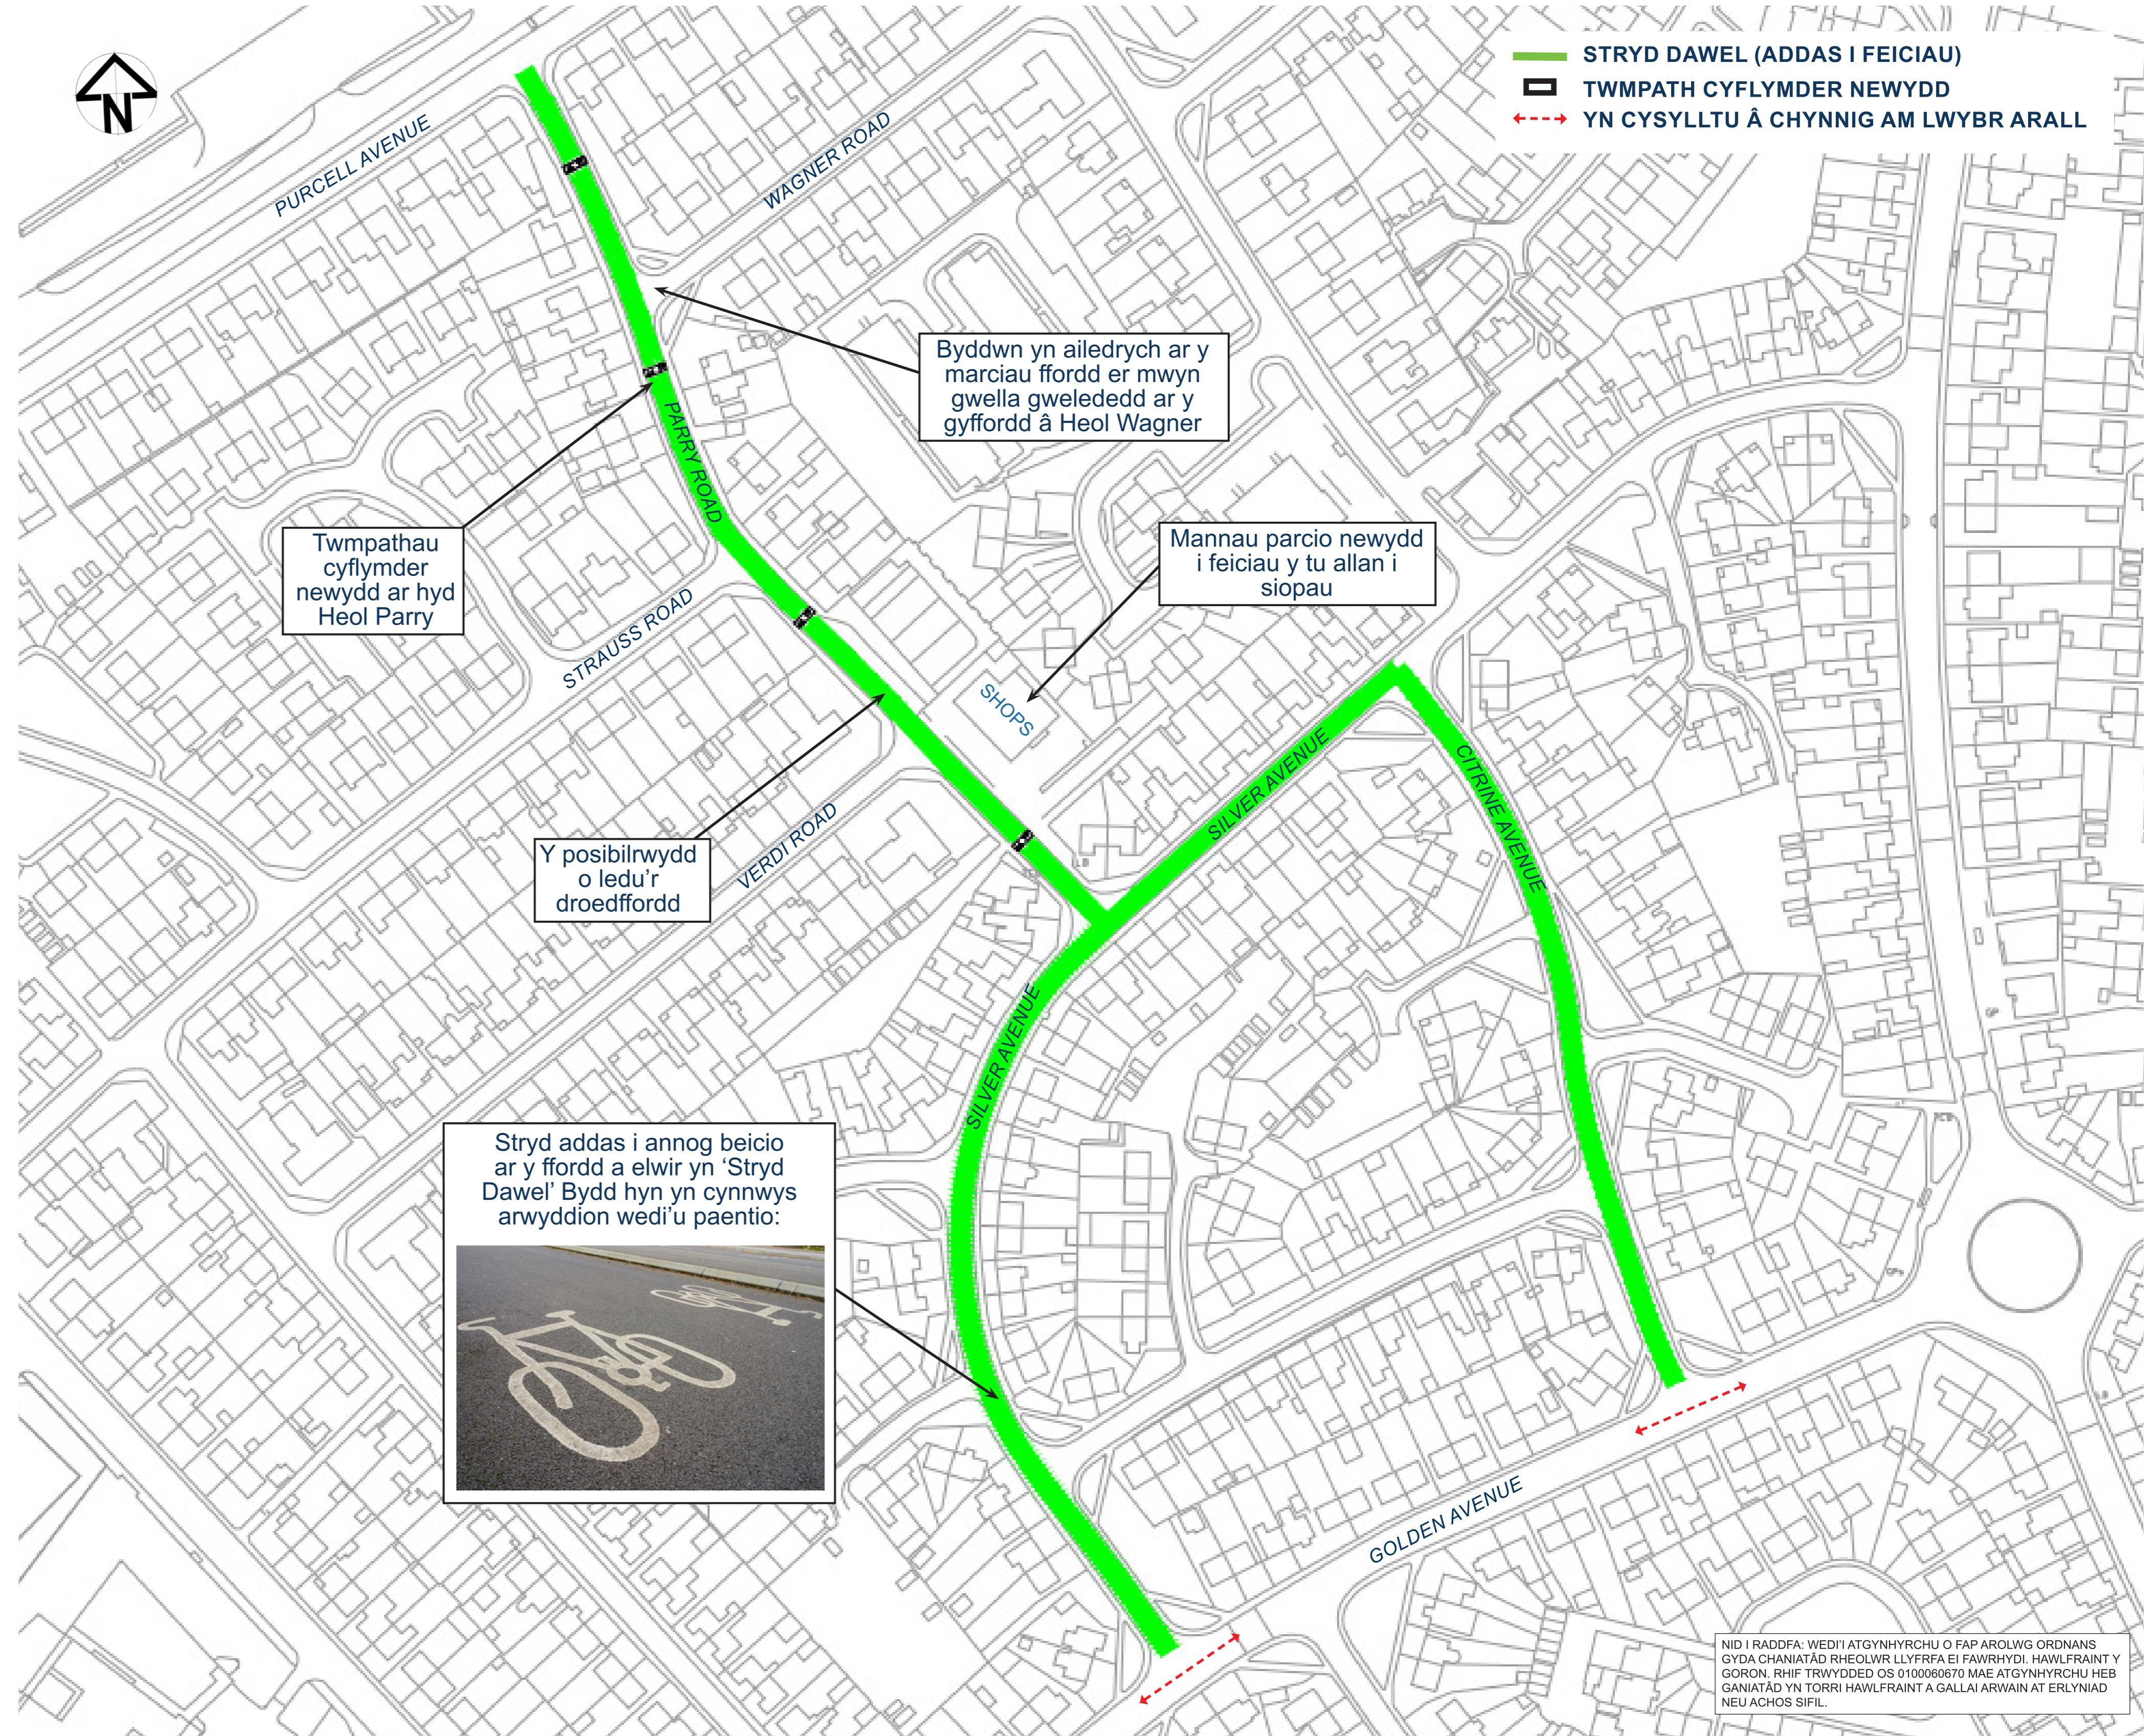 N
STRYD DAWEL (ADDAS I FEICIAU)
TWMPATH CYFLYMDER NEWYDD
YN CYSYLLTU Â CHYNNIG AM LWYBR ARALL
PURCELL AVENUE
WAGNER ROAD
Byddwn yn ailedrych ar y
marciau ffordd er mwyn
gwella gwelededd ar y
gyffordd â Heol Wagner
PARRY ROAD
Twmpathau
cyflymder
newydd ar hyd
Heol Parry
Mannau parcio newydd
i feiciau y tu allan i
siopau
STRAUSS ROAD
SHOPS
SILVER AVENUE
CITRINE AVENUE
VERDI ROAD
Y posibilrwydd
o ledu'r
droedffordd
LB
SILVER AVENUE
Stryd addas i annog beicio
ar y ffordd a elwir yn ‘Stryd
Dawel’ Bydd hyn yn cynnwys
arwyddion wedi’u paentio:
GOLDEN AVENUE
NID I RADDFA: WEDI'I ATGYNHYRCHU O FAP AROLWG ORDNANS
GYDA CHANIATÂD RHEOLWR LLYFRFA EI FAWRHYDI. HAWLFRAINT Y
GORON. RHIF TRWYDDED OS 0100060670 MAE ATGYNHYRCHU HEB
GANIATÂD YN TORRI HAWLFRAINT A GALLAI ARWAIN AT ERLYNIAD
NEU ACHOS SIFIL.